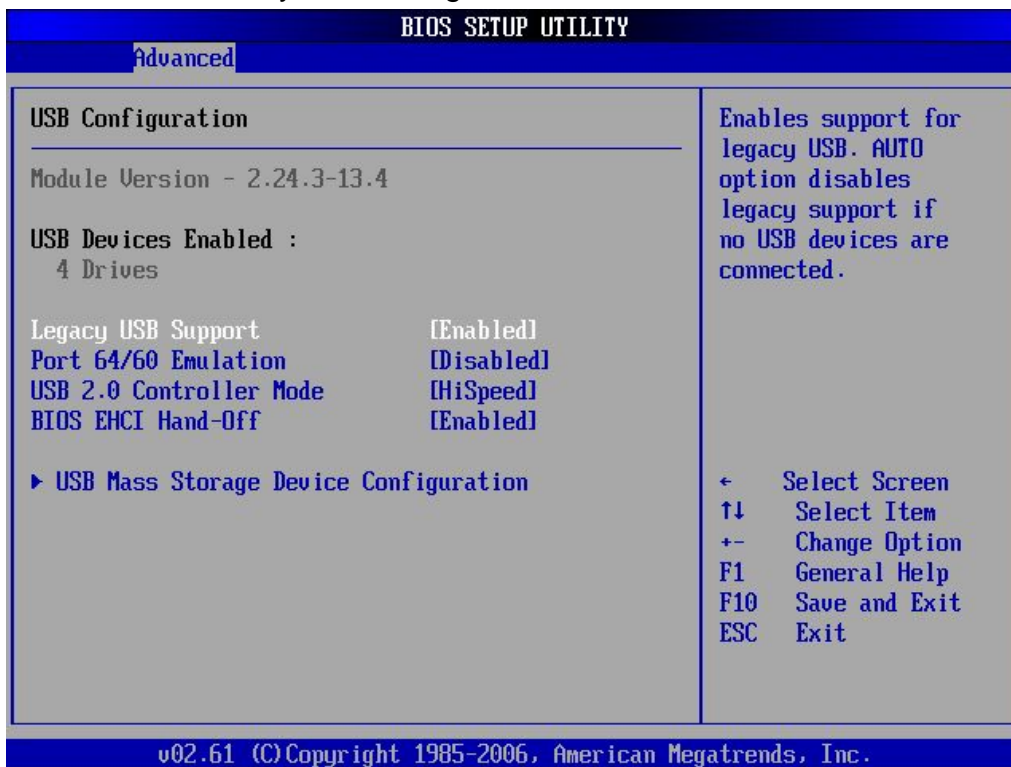 BIOS SETUP UTILITY
Advanced
USB Configuration
Module Version - 2.24.3-13.4
USB Devices Enabled :
4 Drives
Legacy USB Support [Enabled]
Port 64/60 Emulation [Disabled]
USB 2.0 Controller Mode [HiSpeed]
BIOS EHCI Hand-Off [Enabled]
▶ USB Mass Storage Device Configuration
Enables support for
legacy USB. AUTO
option disables
legacy support if
no USB devices are
connected.
← Select Screen
↑↓ Select Item
+- Change Option
F1 General Help
F10 Save and Exit
ESC Exit
v02.61 (C)Copyright 1985-2006, American Megatrends, Inc.